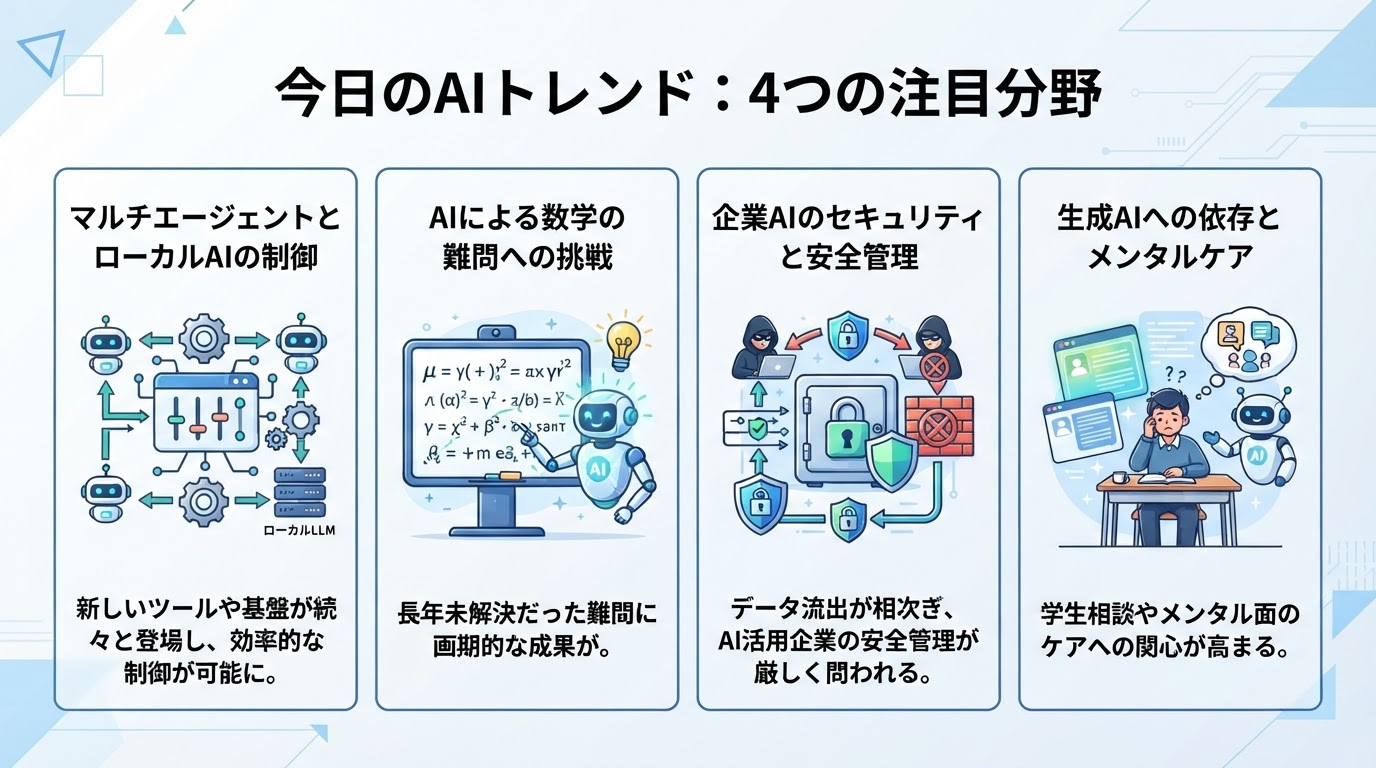 今日のAIトレンド：4つの注目分野
マルチエージェントと
ローカルAIの制御
ローカルLLM
新しいツールや基盤が続
々と登場し、効率的な
制御が可能に。
AIによる数学の
難問への挑戦
AI
長年未解決だった難問に
画期的な成果が。
企業AIのセキュリティ
と安全管理
データ流出が相次ぎ、
AI活用企業の安全管理が
厳しく問われる。
生成AIへの依存と
メンタルケア
? ?
AI
学生相談やメンタル面の
ケアへの関心が高まる。